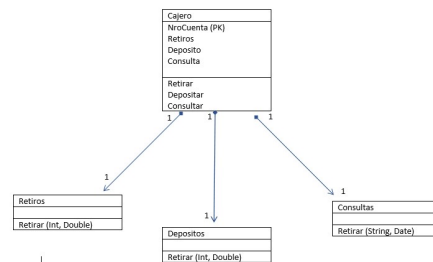 Cajero
NroCuenta (PK)
Retiros
Deposito
Consulta
Retirar
Depositar
Consultar
1
1
1
1
1
1
Retiros
Retirar (Int, Double)
Depositos
Retirar (Int, Double)
Consultas
Retirar (String, Date)